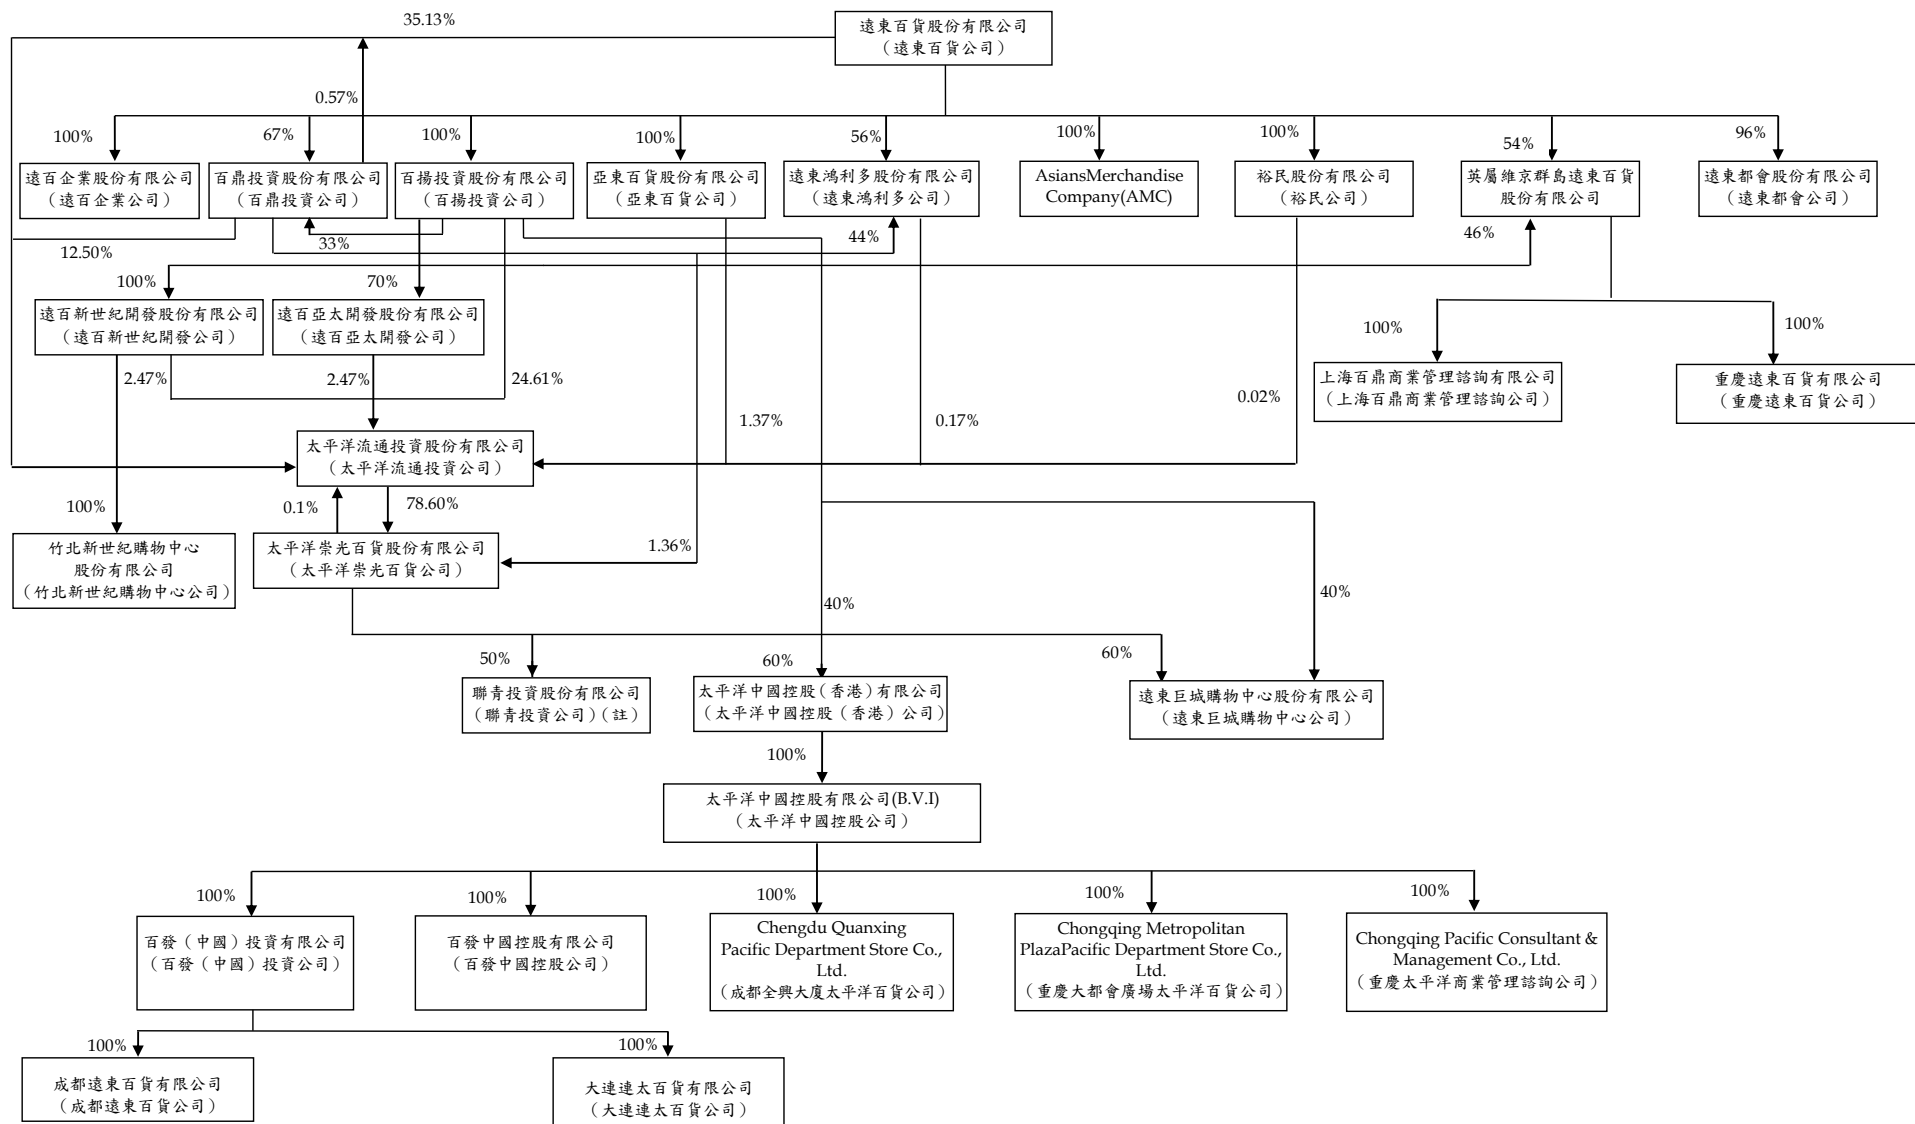 35.13%
遠東百貨股份有限公司
（遠東百貨公司）
0.57%
100%
67%
100%
100%
56%
100%
100%
54%
96%
遠百企業股份有限公司
（遠百企業公司）
百鼎投資股份有限公司
（百鼎投資公司）
百揚投資股份有限公司
（百揚投資公司）
亞東百貨股份有限公司
（亞東百貨公司）
遠東鴻利多股份有限公司
（遠東鴻利多公司）
AsiansMerchandise
Company(AMC)
裕民股份有限公司
（裕民公司）
英屬維京群島遠東百貨
股份有限公司
遠東都會股份有限公司
（遠東都會公司）
12.50%
33%
44%
46%
100%
70%
遠百新世紀開發股份有限公司
（遠百新世紀開發公司）
遠百亞太開發股份有限公司
（遠百亞太開發公司）
100%
100%
2.47%
2.47%
24.61%
上海百鼎商業管理諮詢有限公司
（上海百鼎商業管理諮詢公司）
重慶遠東百貨有限公司
（重慶遠東百貨公司）
1.37%
0.17%
0.02%
太平洋流通投資股份有限公司
（太平洋流通投資公司）
100%
0.1%
78.60%
竹北新世紀購物中心
股份有限公司
（竹北新世紀購物中心公司）
太平洋崇光百貨股份有限公司
（太平洋崇光百貨公司）
1.36%
40%
40%
50%
60%
60%
聯青投資股份有限公司
（聯青投資公司）（註）
太平洋中國控股（香港）有限公司
（太平洋中國控股（香港）公司）
遠東巨城購物中心股份有限公司
（遠東巨城購物中心公司）
100%
太平洋中國控股有限公司(B.V.I)
（太平洋中國控股公司）
100%
100%
100%
100%
100%
百發（中國）投資有限公司
（百發（中國）投資公司）
百發中國控股有限公司
（百發中國控股公司）
Chengdu Quanxing
Pacific Department Store Co.,
Ltd.
（成都全興大廈太平洋百貨公司）
Chongqing Metropolitan
PlazaPacific Department Store Co.,
Ltd.
（重慶大都會廣場太平洋百貨公司）
Chongqing Pacific Consultant &
Management Co., Ltd.
（重慶太平洋商業管理諮詢公司）
100%
100%
成都遠東百貨有限公司
（成都遠東百貨公司）
大連連太百貨有限公司
（大連連太百貨公司）